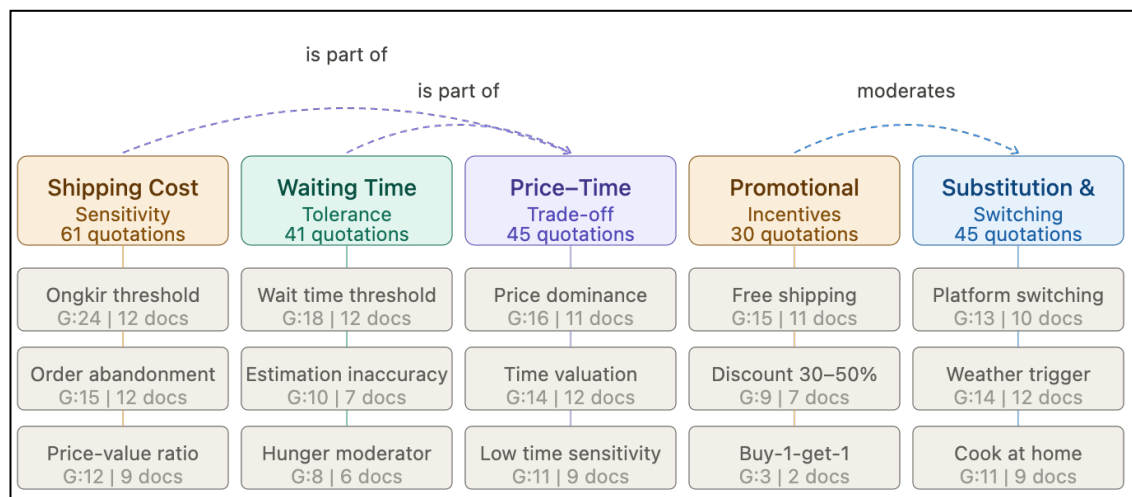 is part of
is part of
moderates
Shipping Cost
Sensitivity
61 quotations
Waiting Time
Tolerance
41 quotations
Price–Time
Trade-off
45 quotations
Promotional
Incentives
30 quotations
Substitution &
Switching
45 quotations
Ongkir threshold
G:24 | 12 docs
Wait time threshold
G:18 | 12 docs
Price dominance
G:16 | 11 docs
Free shipping
G:15 | 11 docs
Platform switching
G:13 | 10 docs
Order abandonment
G:15 | 12 docs
Estimation inaccuracy
G:10 | 7 docs
Time valuation
G:14 | 12 docs
Discount 30–50%
G:9 | 7 docs
Weather trigger
G:14 | 12 docs
Price-value ratio
G:12 | 9 docs
Hunger moderator
G:8 | 6 docs
Low time sensitivity
G:11 | 9 docs
Buy-1-get-1
G:3 | 2 docs
Cook at home
G:11 | 9 docs